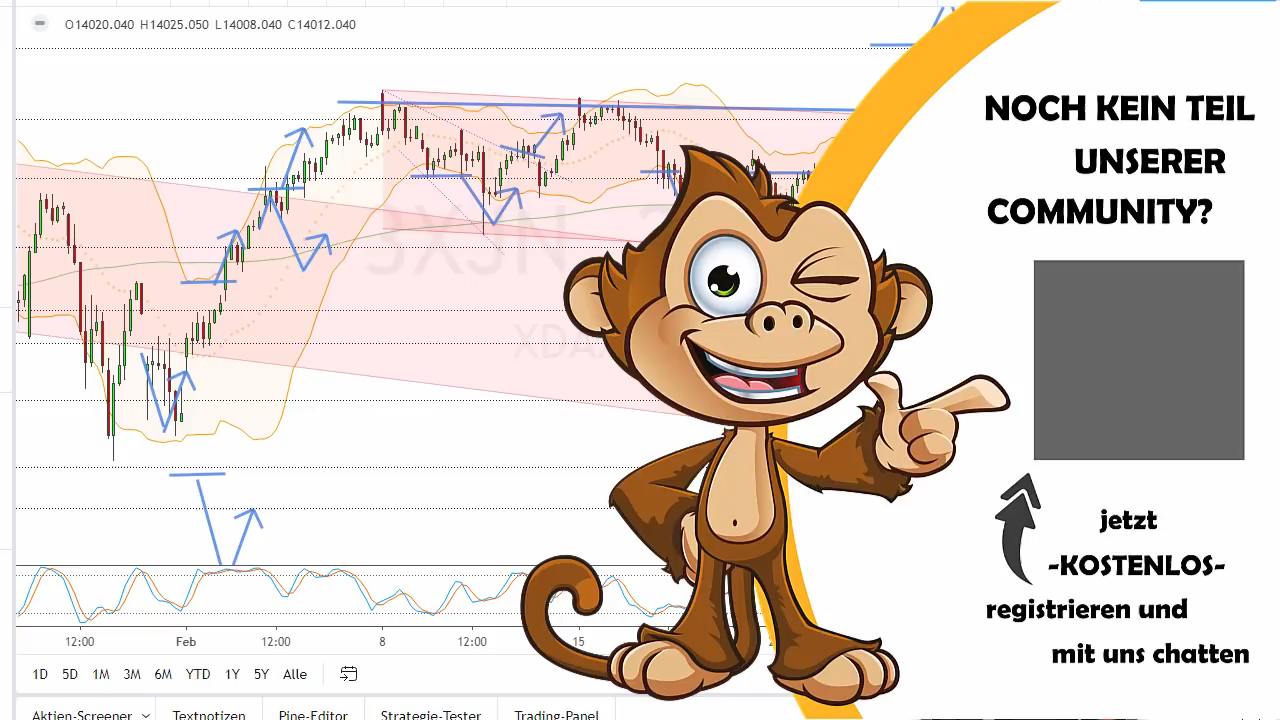 O14020.040 H14025.050 L14008.040 C14012.040
NOCH KEIN TEIL
UNSERER
COMMUNITY?
jetzt
-KOSTENLOS-
registrieren und
mit uns chatten
12:00 Feb 12:00 8 12:00 15
1D 5D 1M 3M 6M YTD 1Y 5Y Alle
Aktien-Screener Textnotizen Pine-Editor Strategie-Tester Trading-Panel